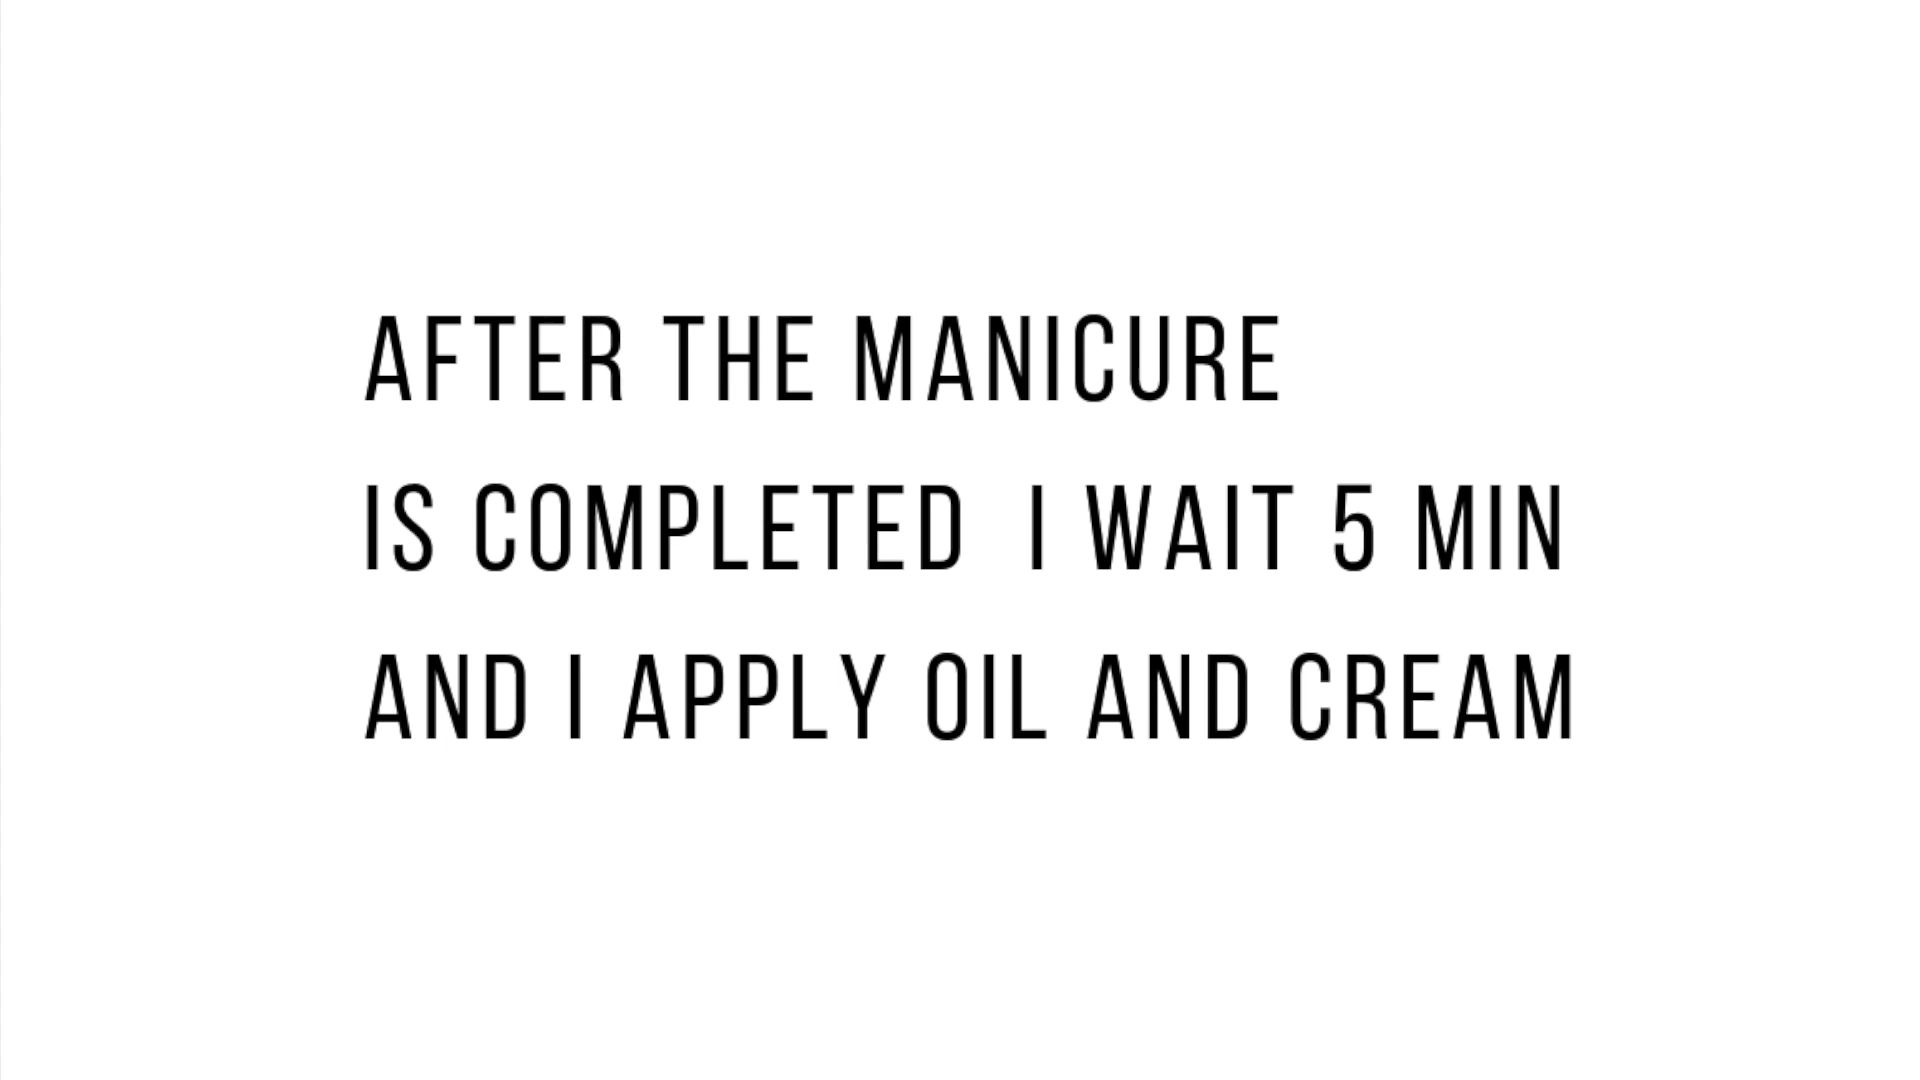 AFTER THE MANICURE
IS COMPLETED  I WAIT 5 MIN
AND I APPLY OIL AND CREAM